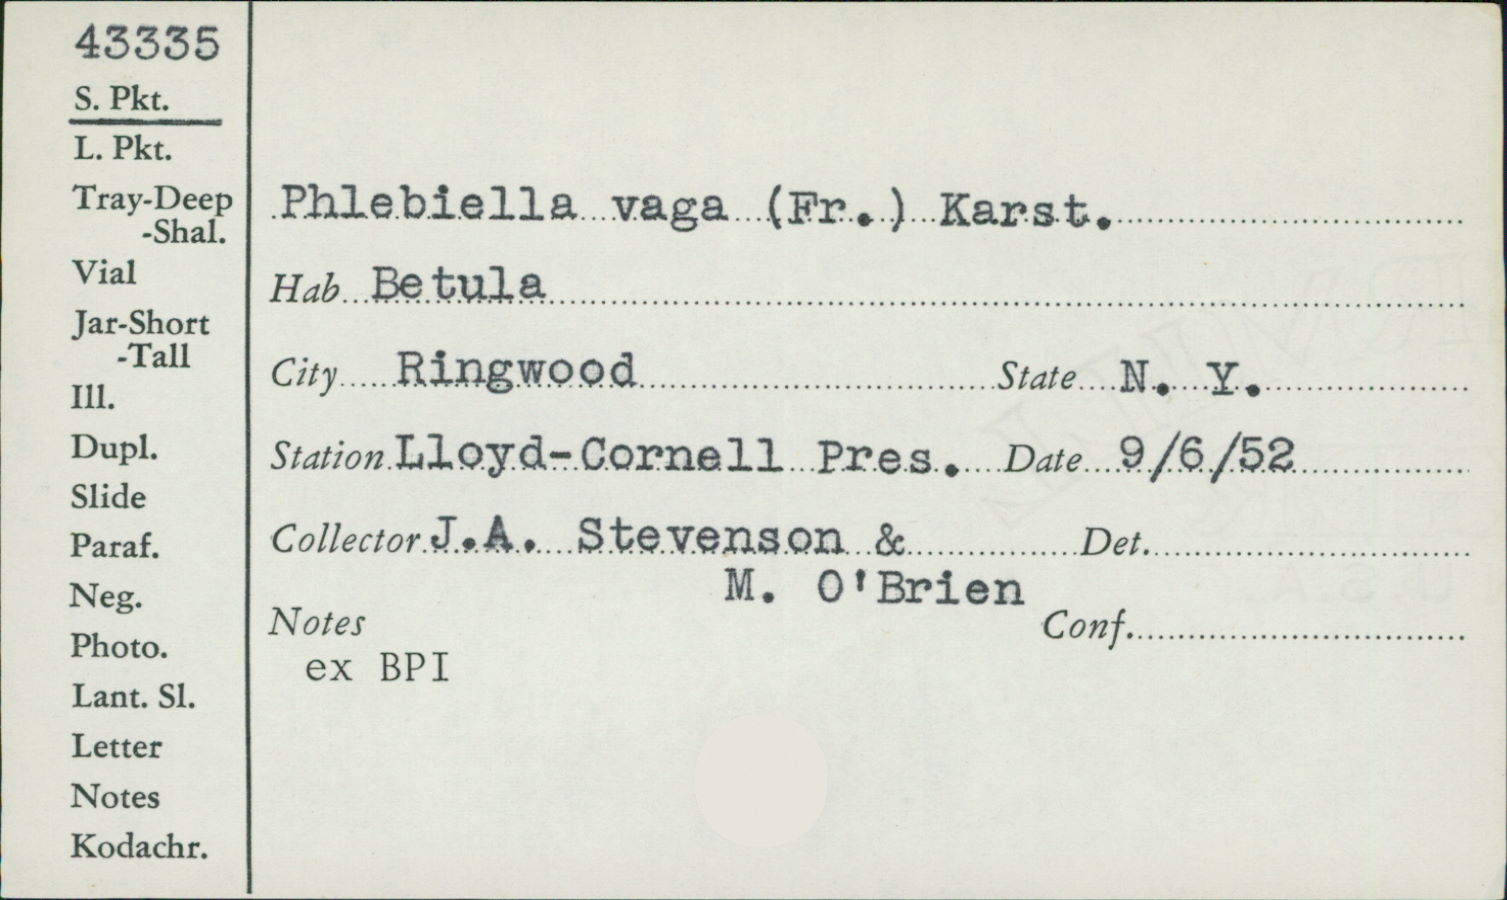 43335
S. Pkt.
L. Pkt.
Tray-Deep
-Shal.
Vial
Jar-Short
-Tall
Ill.
Dupl.
Slide
Paraf.
Neg.
Photo.
Lant. Sl.
Letter
Notes
Kodachr.
Phlebiella vaga (Fr.) Karst.
Hab Betula
City Ringwood State N. Y.
Station Lloyd-Cornell Pres. Date 9/6/52
Collector J.A. Stevenson & Det.
M. O'Brien
Notes Conf.
ex BPI